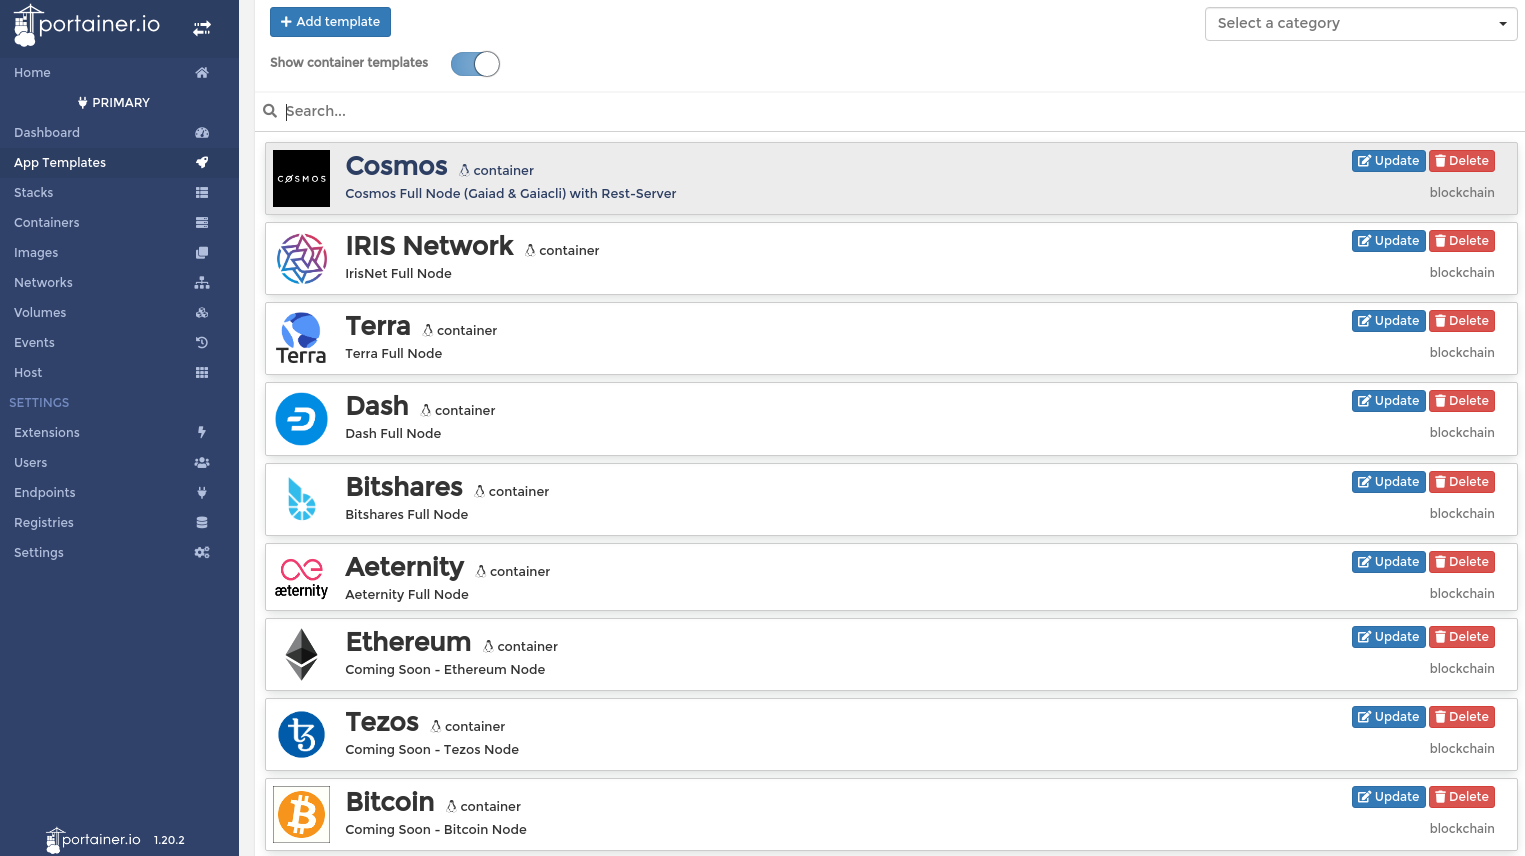 portainer.io
Home
PRIMARY
Dashboard
App Templates
Stacks
Containers
Images
Networks
Volumes
Events
Host
SETTINGS
Extensions
Users
Endpoints
Registries
Settings
portainer.io 1.20.2
Add template
Select a category
Show container templates
Search...
COSMOS
Cosmos container
Update Delete
Cosmos Full Node (Gaiad & Gaiacli) with Rest-Server
blockchain
IRIS Network container
Update Delete
IrisNet Full Node
blockchain
Terra
Terra container
Update Delete
Terra Full Node
blockchain
Dash container
Update Delete
Dash Full Node
blockchain
Bitshares container
Update Delete
Bitshares Full Node
blockchain
æternity
Aeternity container
Update Delete
Aeternity Full Node
blockchain
Ethereum container
Update Delete
Coming Soon - Ethereum Node
blockchain
Tezos container
Update Delete
Coming Soon - Tezos Node
blockchain
Bitcoin container
Update Delete
Coming Soon - Bitcoin Node
blockchain